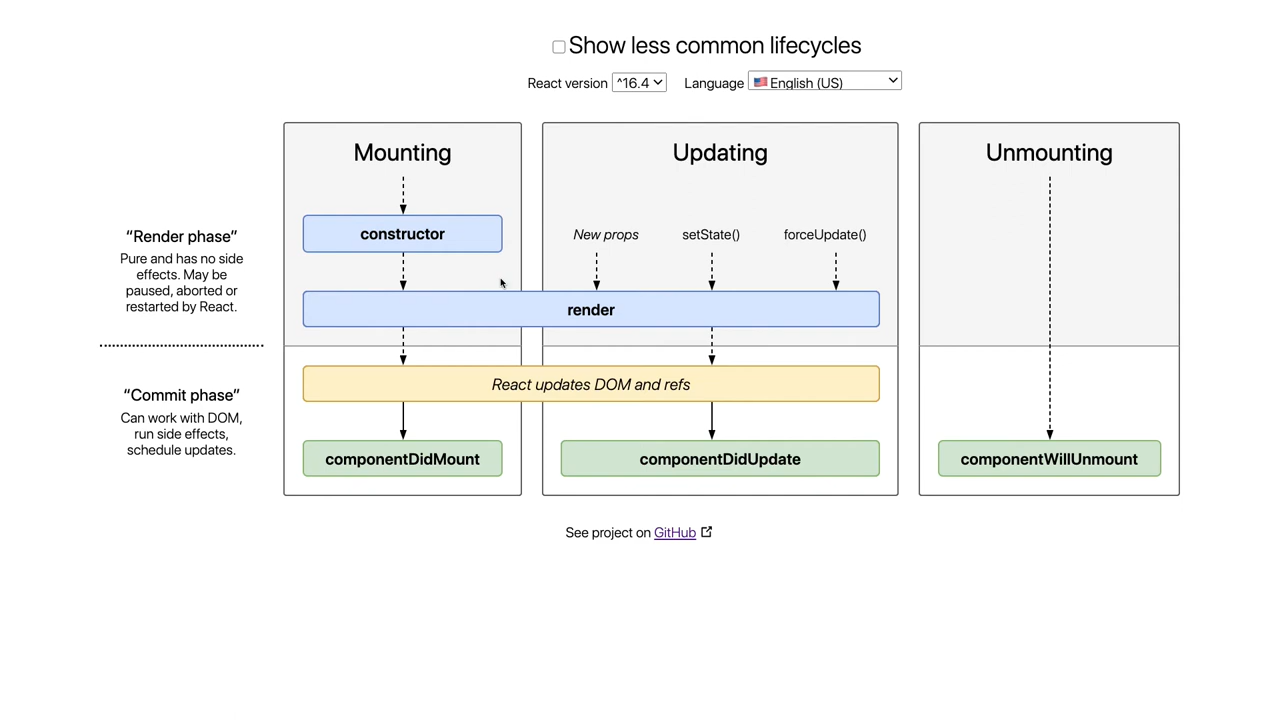 Show less common lifecycles
React version ^16.4 Language 🇺🇸 English (US)
Mounting
Updating
Unmounting
“Render phase”
Pure and has no side
effects. May be
paused, aborted or
restarted by React.
constructor
New props
setState()
forceUpdate()
render
“Commit phase”
Can work with DOM,
run side effects,
schedule updates.
React updates DOM and refs
componentDidMount
componentDidUpdate
componentWillUnmount
See project on GitHub